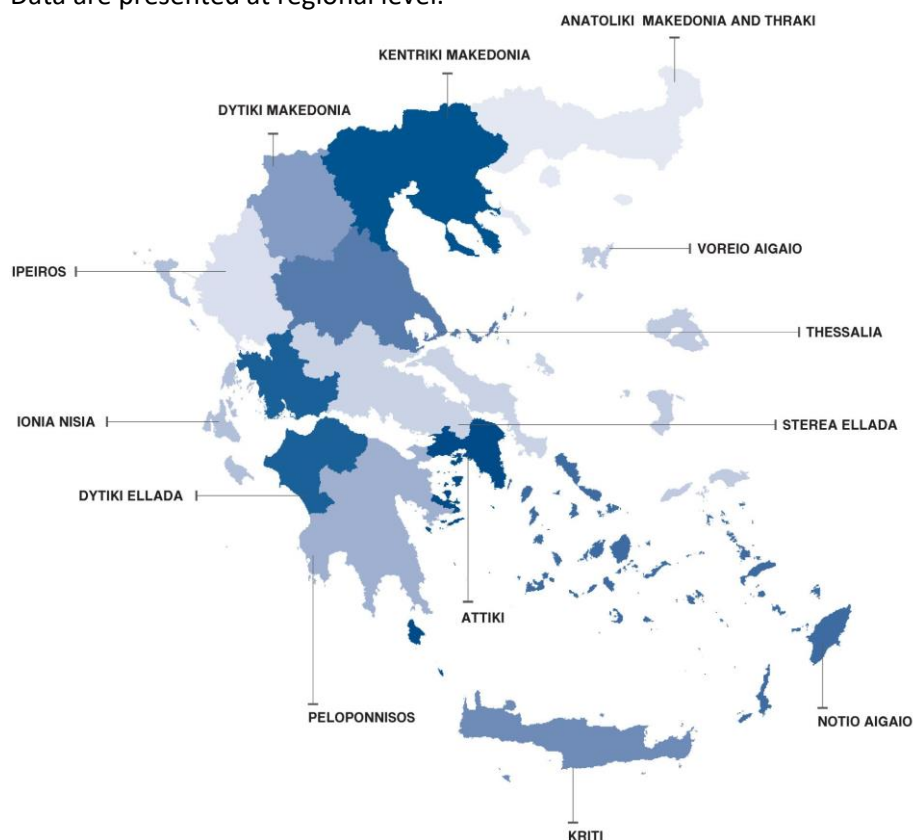 Data are presented at regional level.
ANATOLIKI MAKEDONIA AND THRAKI
KENTRIKI MAKEDONIA
DYTIKI MAKEDONIA
VOREIO AIGAIO
IPEIROS
THESSALIA
IONIA NISIA
STEREA ELLADA
DYTIKI ELLADA
ATTIKI
PELOPONNISOS
NOTIO AIGAIO
KRITI